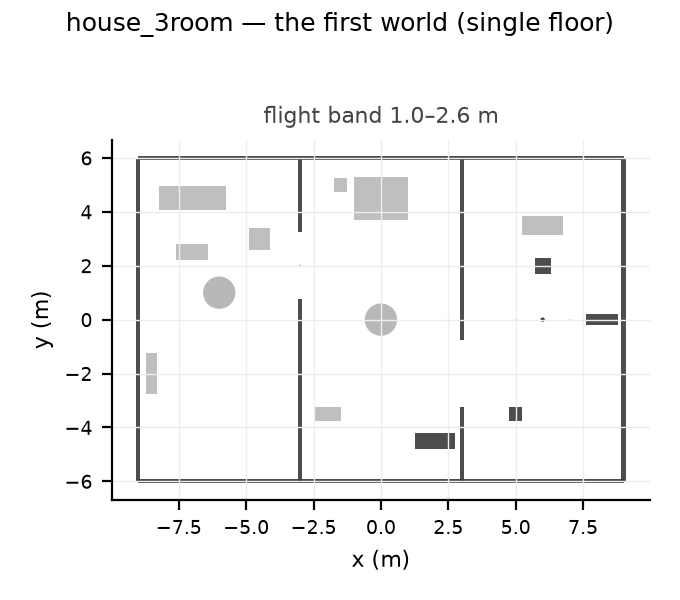 house_3room — the first world (single floor)
flight band 1.0–2.6 m
6
4
2
0
−2
−4
−6
y (m)
−7.5 −5.0 −2.5 0.0 2.5 5.0 7.5
x (m)